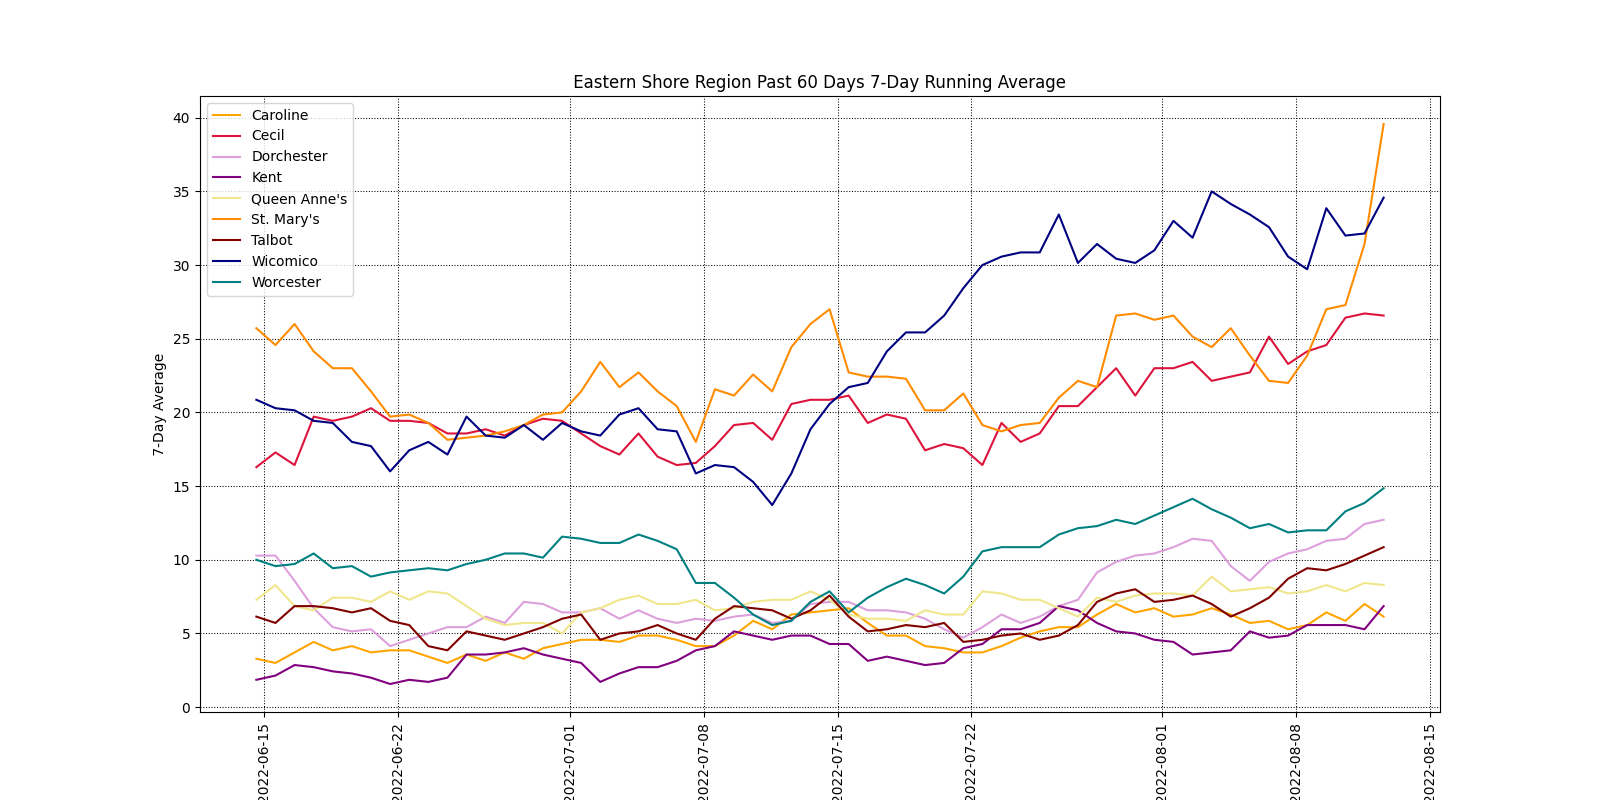 Eastern Shore Region Past 60 Days 7-Day Running Average
40
35
30
25
20
15
10
5
0
7-Day Average
Caroline
Cecil
Dorchester
Kent
Queen Anne's
St. Mary's
Talbot
Wicomico
Worcester
2022-06-15
2022-06-22
2022-07-01
2022-07-08
2022-07-15
2022-07-22
2022-08-01
2022-08-08
2022-08-15